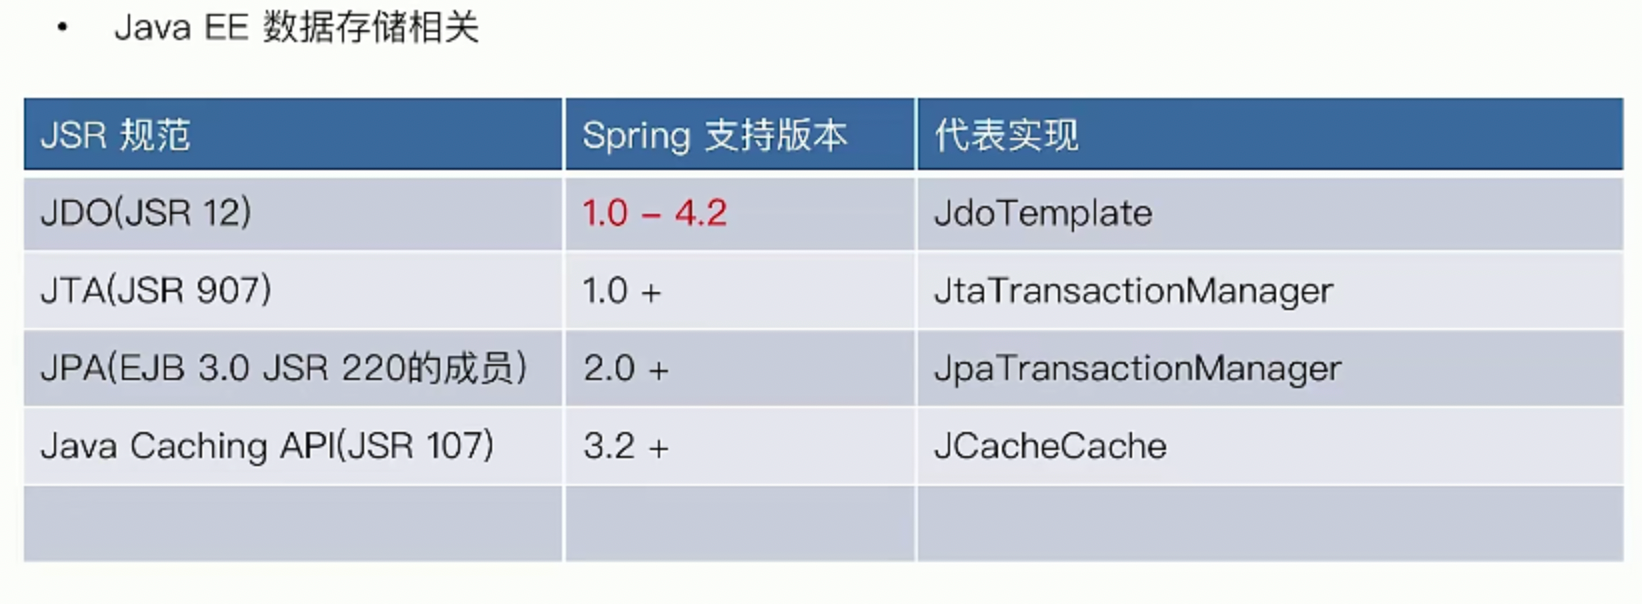 • Java EE 数据存储相关
JSR 规范 Spring 支持版本 代表实现
JDO(JSR 12) 1.0 – 4.2 JdoTemplate
JTA(JSR 907) 1.0 + JtaTransactionManager
JPA(EJB 3.0 JSR 220的成员) 2.0 + JpaTransactionManager
Java Caching API(JSR 107) 3.2 + JCacheCache